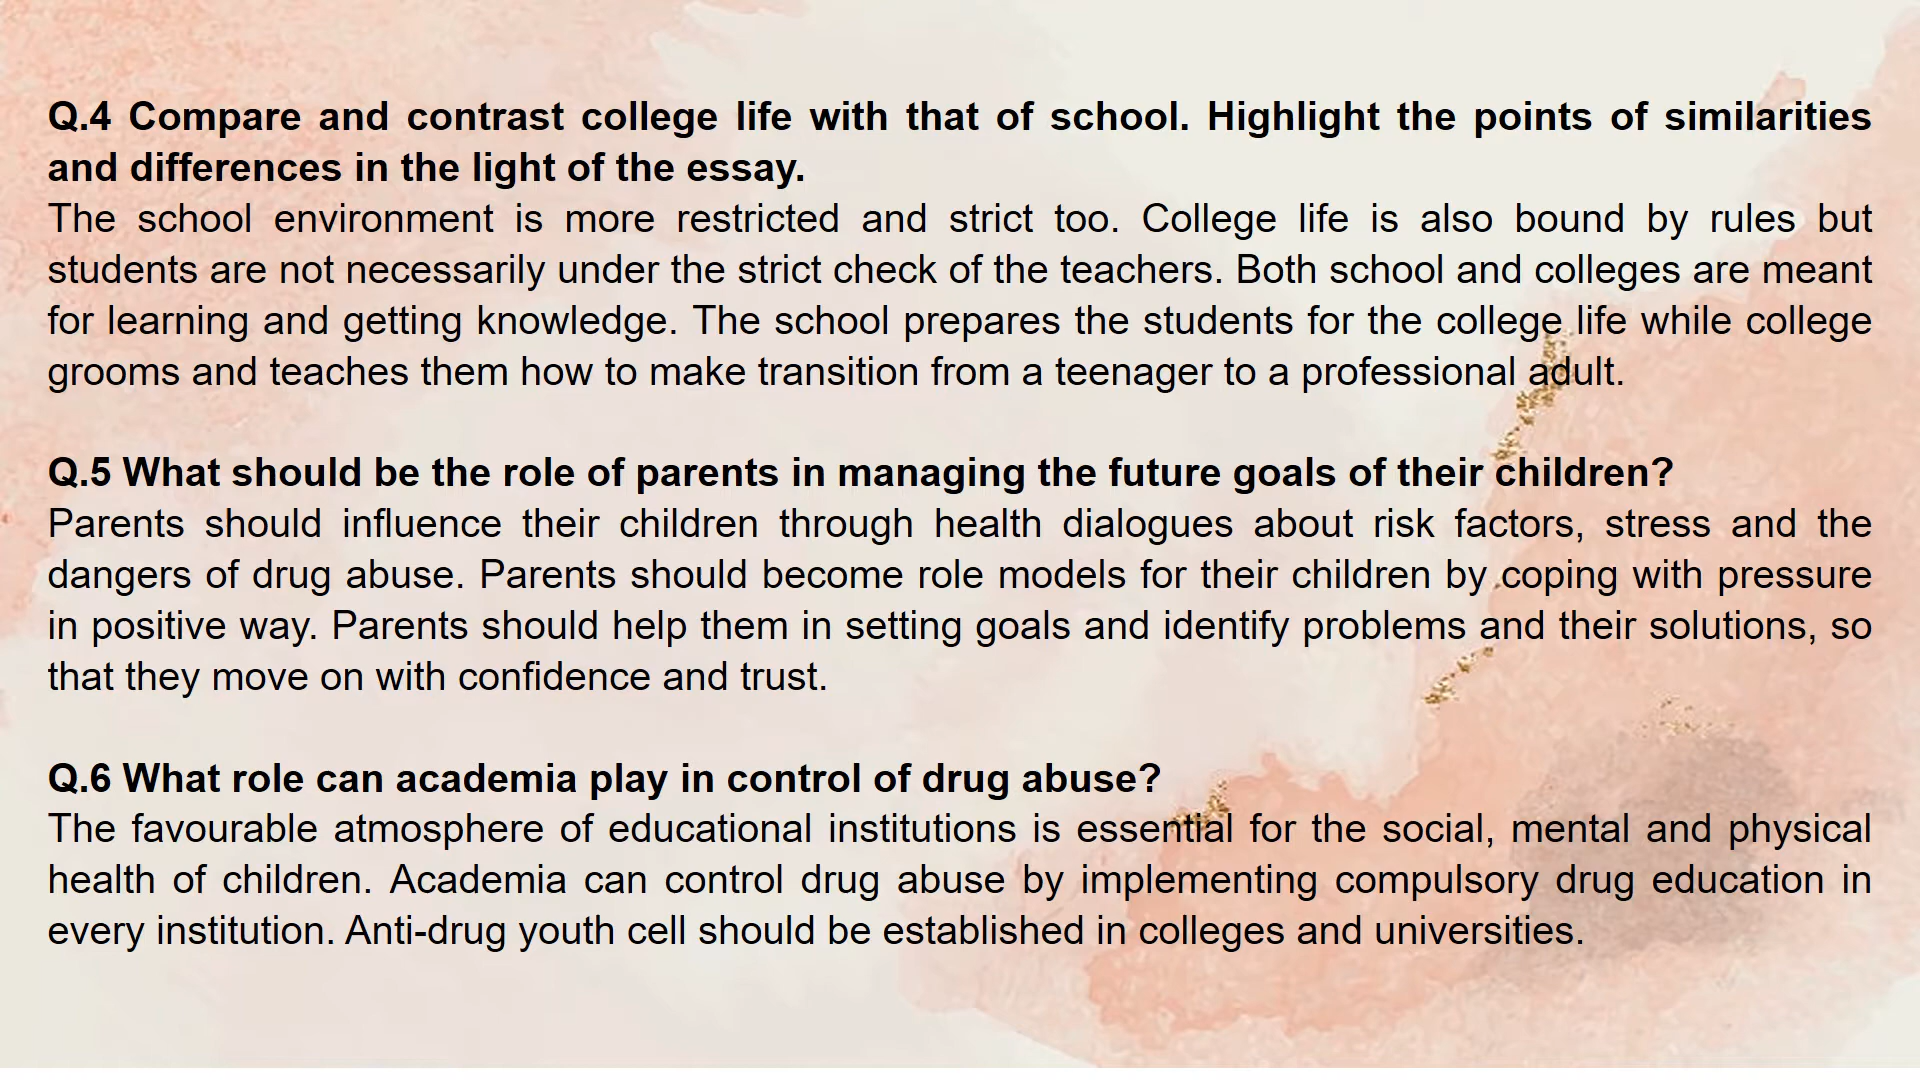 Q.4 Compare and contrast college life with that of school. Highlight the points of similarities
and differences in the light of the essay.
The school environment is more restricted and strict too. College life is also bound by rules but
students are not necessarily under the strict check of the teachers. Both school and colleges are meant
for learning and getting knowledge. The school prepares the students for the college life while college
grooms and teaches them how to make transition from a teenager to a professional adult.
Q.5 What should be the role of parents in managing the future goals of their children?
Parents should influence their children through health dialogues about risk factors, stress and the
dangers of drug abuse. Parents should become role models for their children by coping with pressure
in positive way. Parents should help them in setting goals and identify problems and their solutions, so
that they move on with confidence and trust.
Q.6 What role can academia play in control of drug abuse?
The favourable atmosphere of educational institutions is essential for the social, mental and physical
health of children. Academia can control drug abuse by implementing compulsory drug education in
every institution. Anti-drug youth cell should be established in colleges and universities.